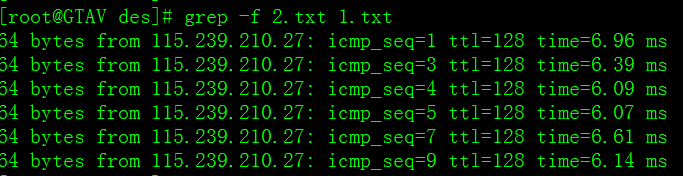 [root@GTAV des]# grep -f 2.txt 1.txt
64 bytes from 115.239.210.27: icmp_seq=1 ttl=128 time=6.96 ms
64 bytes from 115.239.210.27: icmp_seq=3 ttl=128 time=6.39 ms
64 bytes from 115.239.210.27: icmp_seq=4 ttl=128 time=6.09 ms
64 bytes from 115.239.210.27: icmp_seq=5 ttl=128 time=6.07 ms
64 bytes from 115.239.210.27: icmp_seq=7 ttl=128 time=6.61 ms
64 bytes from 115.239.210.27: icmp_seq=9 ttl=128 time=6.14 ms